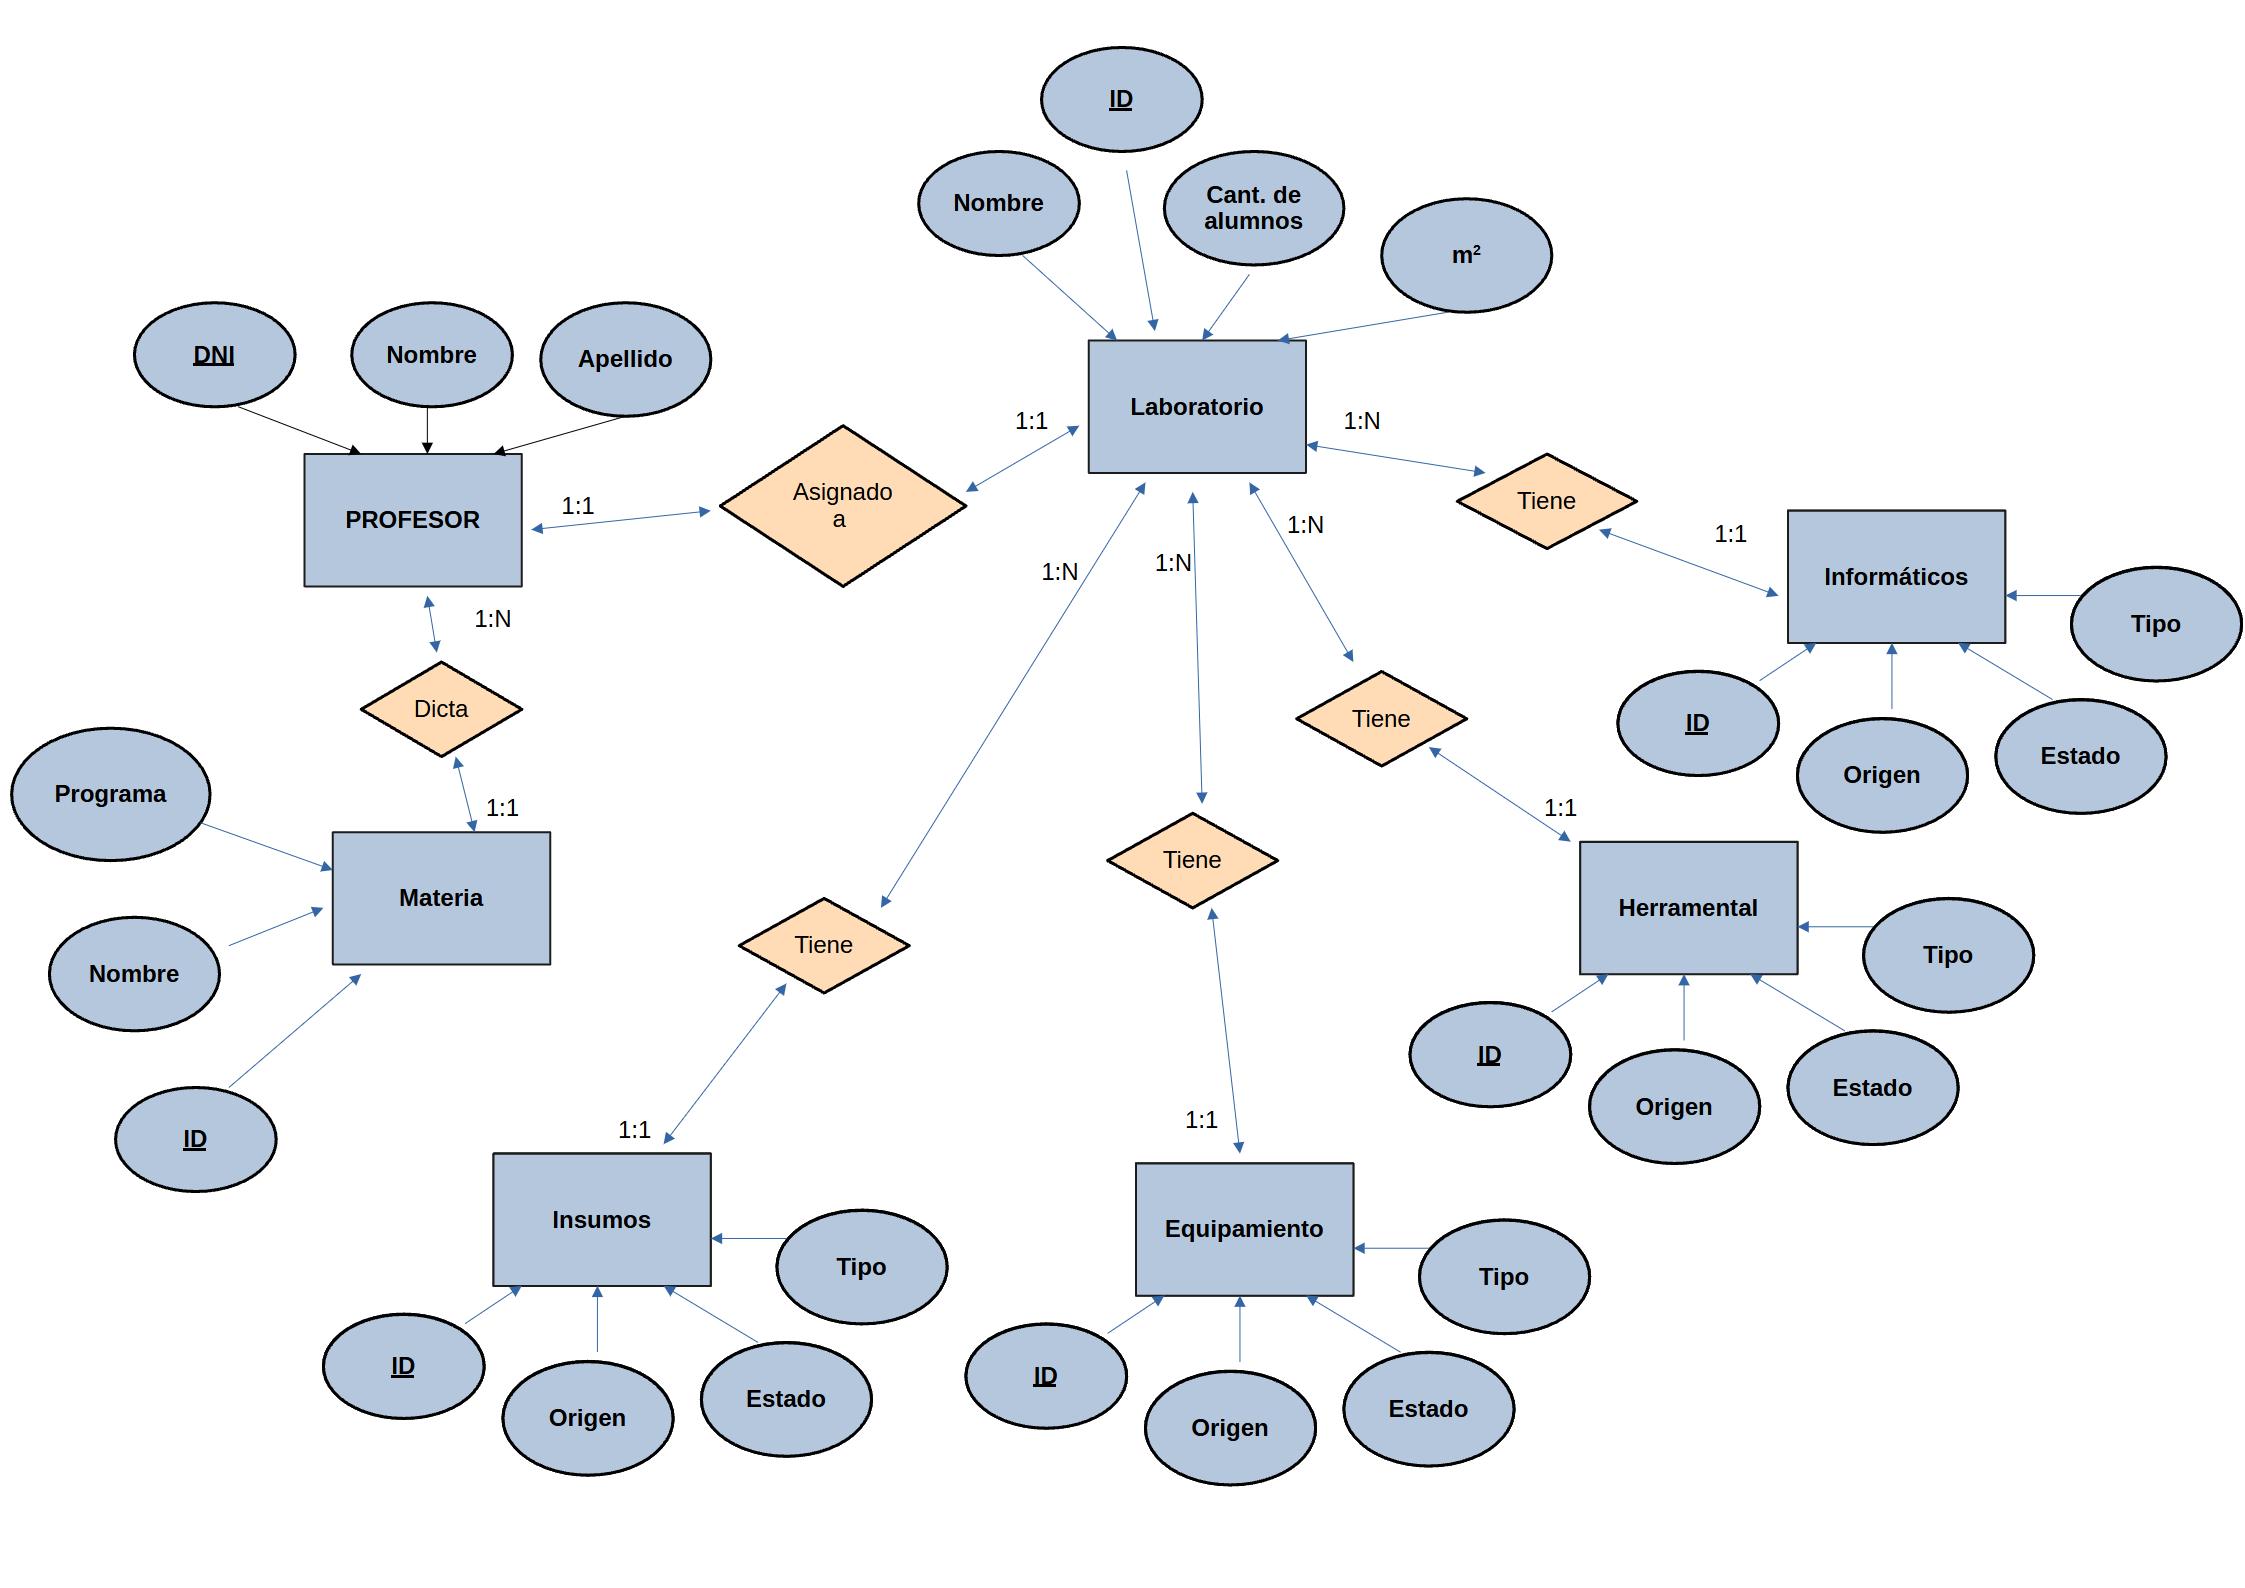 ID
Nombre
Cant. de
alumnos
m²
DNI
Nombre
Apellido
Laboratorio
1:1
1:N
PROFESOR
1:1
Asignado
a
Tiene
1:N
1:1
1:N
1:N
1:N
Informáticos
Tipo
ID
Origen
Estado
Dicta
Tiene
Programa
1:1
1:1
Materia
Tiene
Herramental
Nombre
Tiene
Tipo
ID
Origen
Estado
ID
1:1
1:1
Insumos
Equipamiento
Tipo
Tipo
ID
Origen
Estado
ID
Origen
Estado